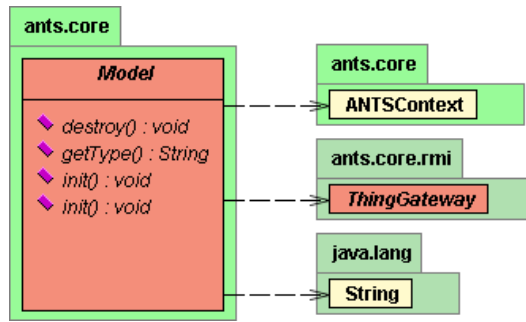 ants.core
Model
destroy() : void
getType() : String
init() : void
init() : void
ants.core
ANTSContext
ants.core.rmi
ThingGateway
java.lang
String